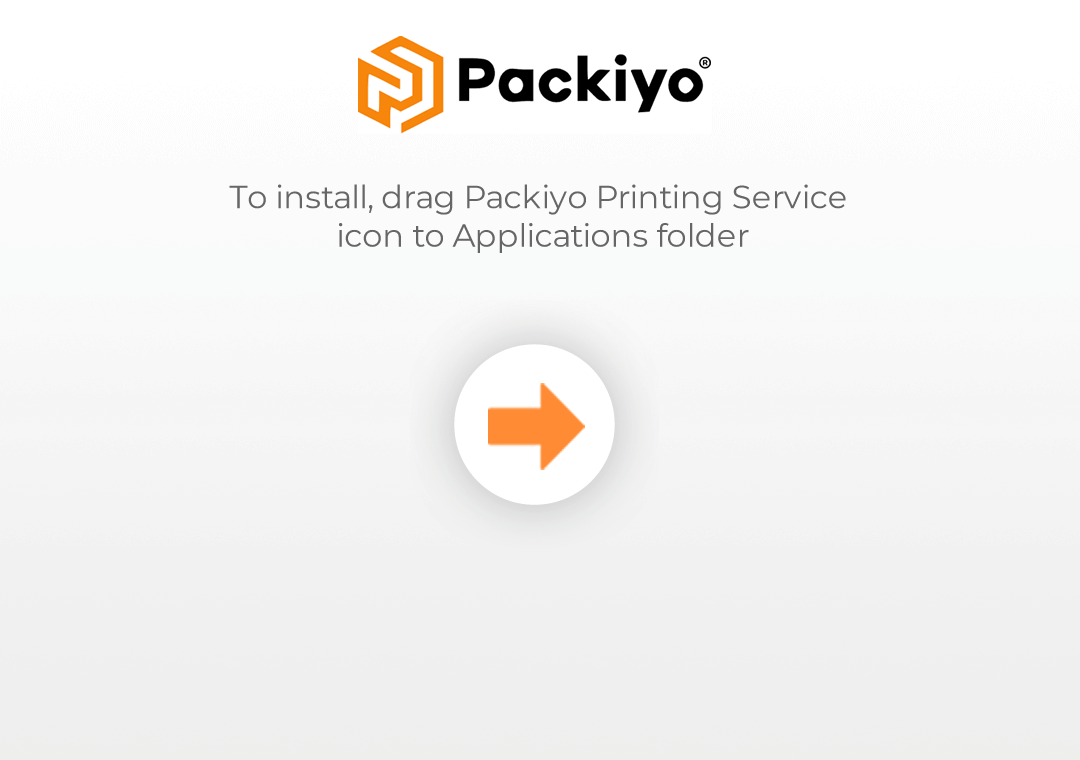 Packiyo®
To install, drag Packiyo Printing Service
icon to Applications folder